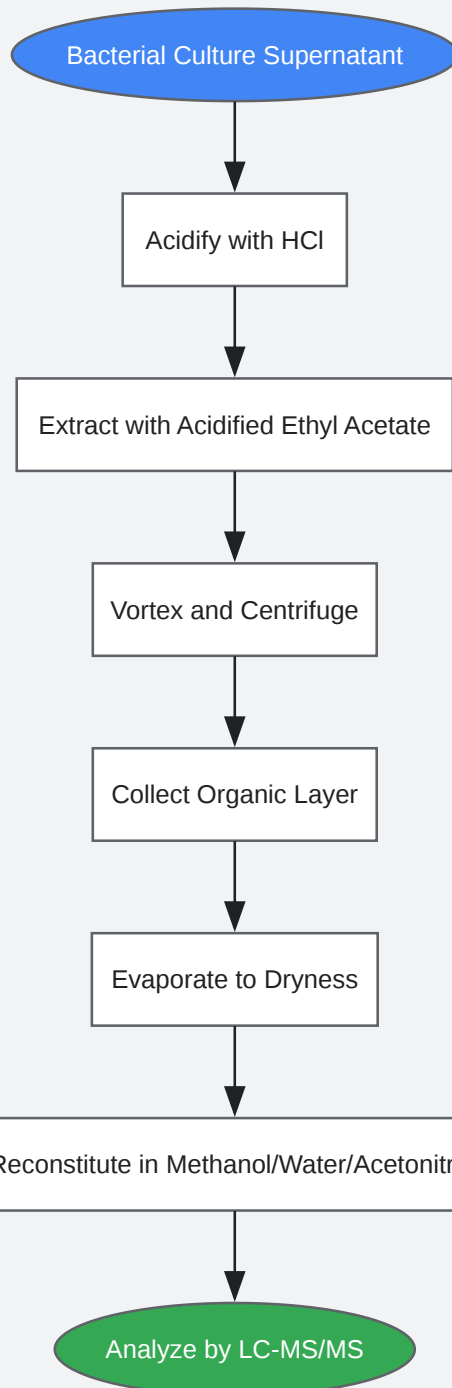 Bacterial Culture Supernatant
Acidify with HCl
Extract with Acidified Ethyl Acetate
Vortex and Centrifuge
Collect Organic Layer
Evaporate to Dryness
Reconstitute in Methanol/Water/Acetonitr
Analyze by LC-MS/MS